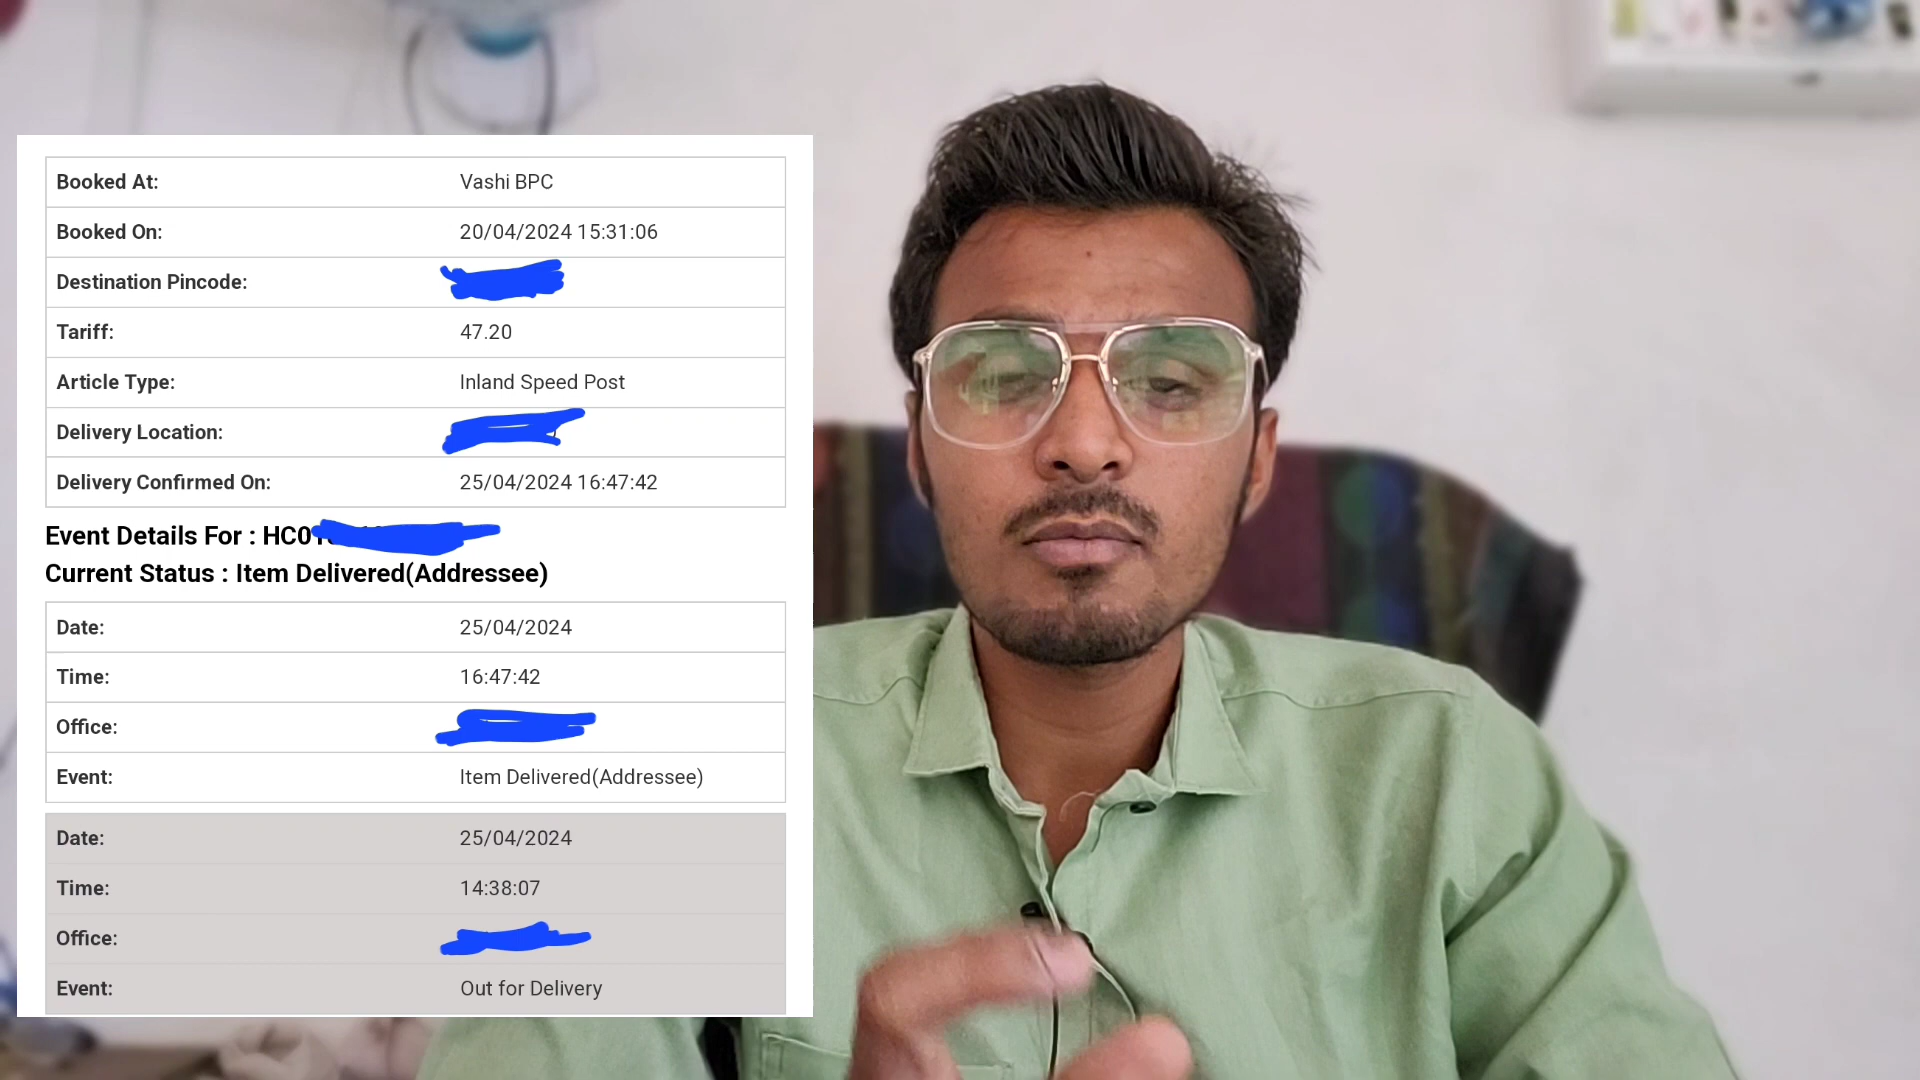 Booked At: Vashi BPC
Booked On: 20/04/2024 15:31:06
Destination Pincode:
Tariff: 47.20
Article Type: Inland Speed Post
Delivery Location:
Delivery Confirmed On: 25/04/2024 16:47:42
Event Details For : HC01
Current Status : Item Delivered(Addressee)
Date: 25/04/2024
Time: 16:47:42
Office:
Event: Item Delivered(Addressee)
Date: 25/04/2024
Time: 14:38:07
Office:
Event: Out for Delivery